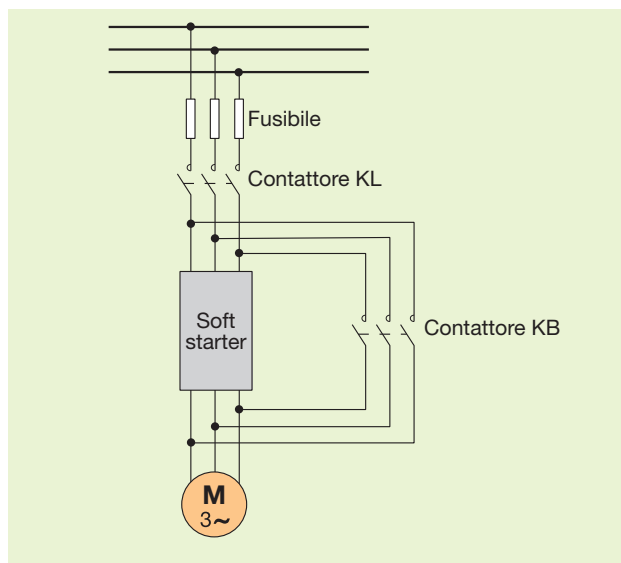 Fusibile
Contattore KL
Soft
starter
Contattore KB
M
3~